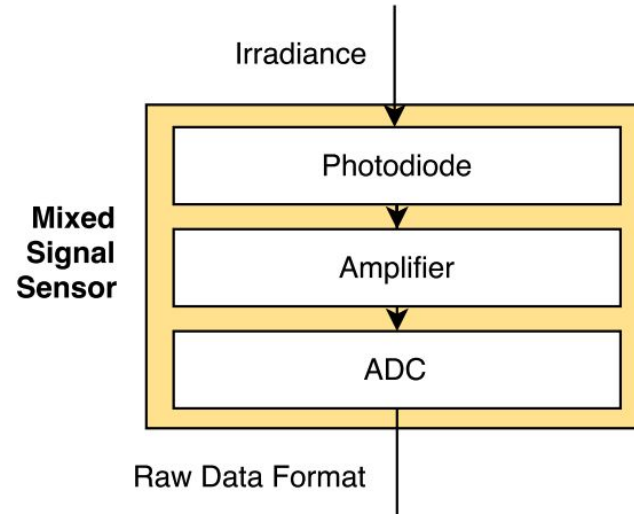 Irradiance
Photodiode
Mixed
Signal
Sensor
Amplifier
ADC
Raw Data Format